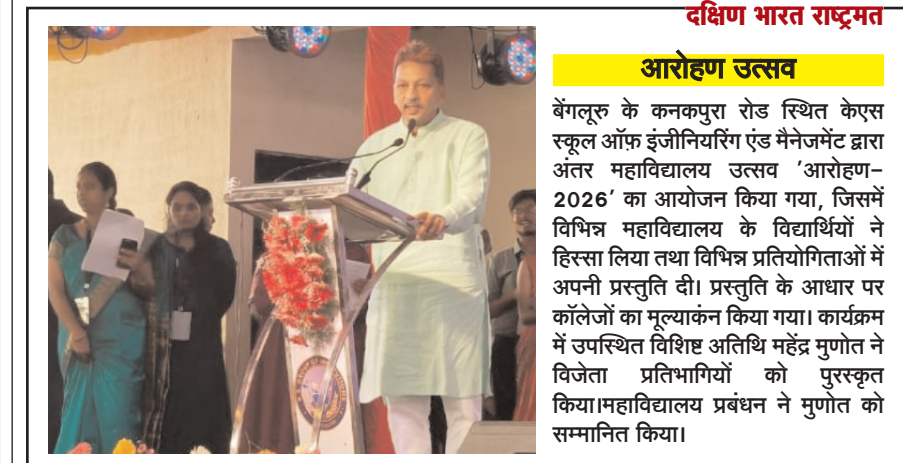 दक्षिण भारत राष्ट्रमत
आरोहण उत्सव
बेंगलूरु के कनकपुरा रोड स्थित केएस
स्कूल ऑफ़ इंजीनियरिंग एंड मैनेजमेंट द्वारा
अंतर महाविद्यालय उत्सव 'आरोहण-
2026' का आयोजन किया गया, जिसमें
विभिन्न महाविद्यालय के विद्यार्थियों ने
हिस्सा लिया तथा विभिन्न प्रतियोगिताओं में
अपनी प्रस्तुति दी। प्रस्तुति के आधार पर
कॉलेजों का मूल्याकंन किया गया। कार्यक्रम
में उपस्थित विशिष्ट अतिथि महेंद्र मुणोत ने
विजेता प्रतिभागियों को पुरस्कृत
किया।महाविद्यालय प्रबंधन ने मुणोत को
सम्मानित किया।